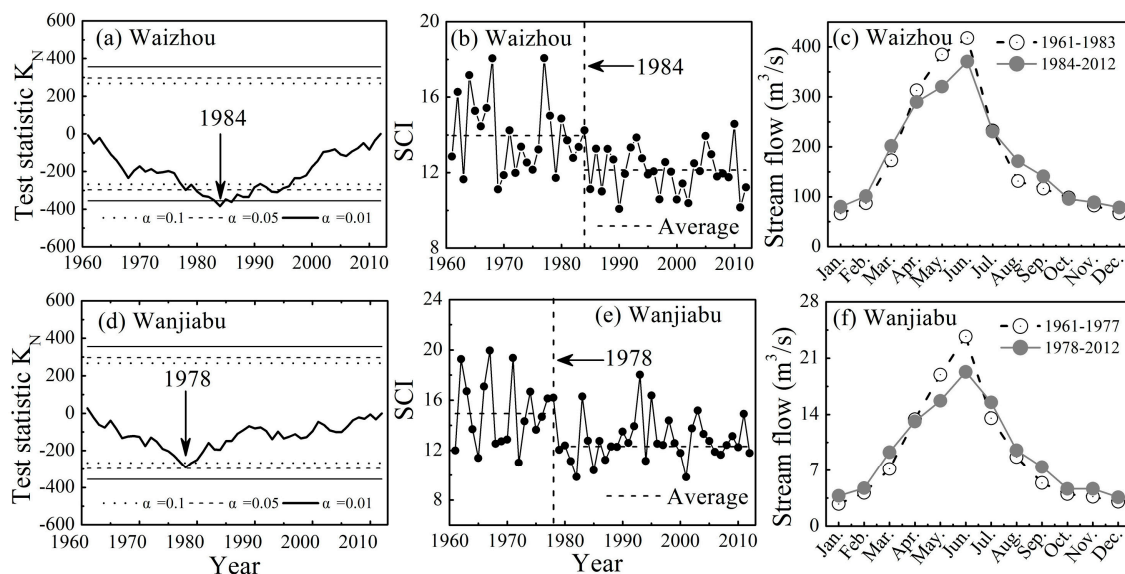 (a) Waizhou
Test statistic K_N
600
400
200
0
-200
-400
-600
1984
α =0.1
α =0.05
α =0.01
1960 1970 1980 1990 2000 2010
(b) Waizhou
SCI
20
16
12
8
1984
Average
1960 1970 1980 1990 2000 2010
(c) Waizhou
1961-1983
1984-2012
Stream flow (m³/s)
400
300
200
100
0
Jan. Feb. Mar. Apr. May. Jun. Jul. Aug. Sep. Oct. Nov. Dec.
(d) Wanjiabu
Test statistic K_N
600
400
200
0
-200
-400
-600
1978
α =0.1
α =0.05
α =0.01
1960 1970 1980 1990 2000 2010
Year
(e) Wanjiabu
SCI
24
20
16
12
8
1978
Average
1960 1970 1980 1990 2000 2010
Year
(f) Wanjiabu
1961-1977
1978-2012
Stream flow (m³/s)
28
21
14
7
0
Jan. Feb. Mar. Apr. May. Jun. Jul. Aug. Sep. Oct. Nov. Dec.